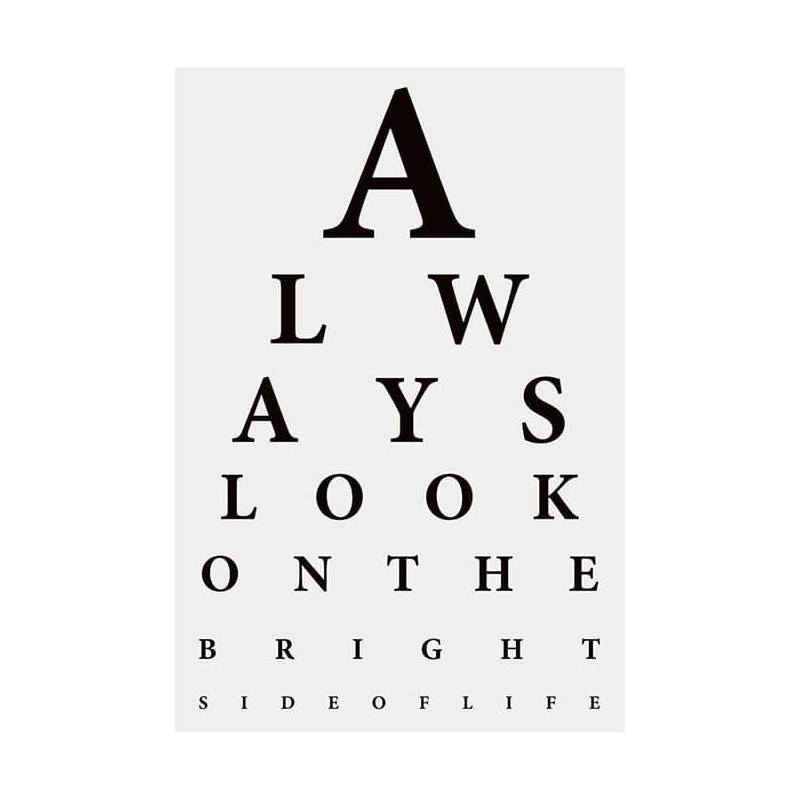 A
L W
A Y S
L O O K
O N T H E
B R I G H T
S I D E O F L I F E